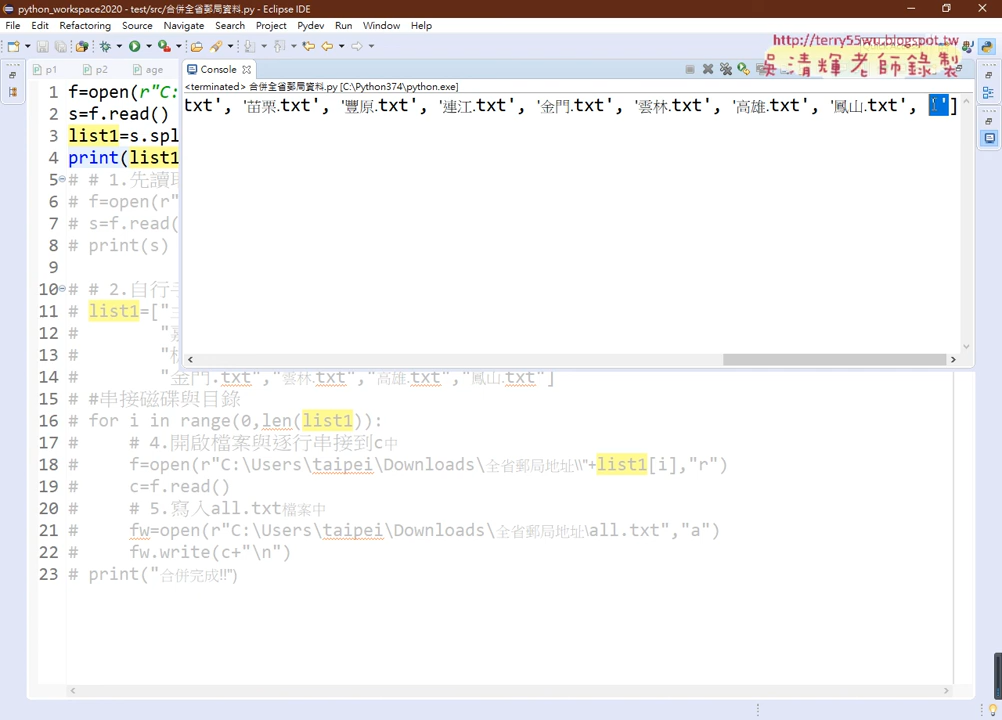 python_workspace2020 - test/src/合併全省郵局資料.py - Eclipse IDE
File Edit Refactoring Source Navigate Search Project Pydev Run Window Help
http://terry55wu.blogspot.tw
吳清輝老師錄製
p1 p2 age Console
<terminated> 合併全省郵局資料.py [C:\Python374\python.exe]
txt', '苗栗.txt', '豐原.txt', '連江.txt', '金門.txt', '雲林.txt', '高雄.txt', '鳳山.txt', '']
1 f=open(r"C:
2 s=f.read()
3 list1=s.spl
4 print(list1
5 # # 1.先讀
6 # f=open(r"
7 # s=f.read(
8 # print(s)
9
10 # # 2.自行
11 # list1=["
12 # "
13 # "
14 # "金門.txt","雲林.txt","高雄.txt","鳳山.txt"]
15 # #串接磁碟與目錄
16 # for i in range(0,len(list1)):
17 #     # 4.開啟檔案與逐行串接到c中
18 #     f=open(r"C:\Users\taipei\Downloads\全省郵局地址\\"+list1[i],"r")
19 #     c=f.read()
20 #     # 5.寫入all.txt檔案中
21 #     fw=open(r"C:\Users\taipei\Downloads\全省郵局地址\all.txt","a")
22 #     fw.write(c+"\n")
23 # print("合併完成!!")